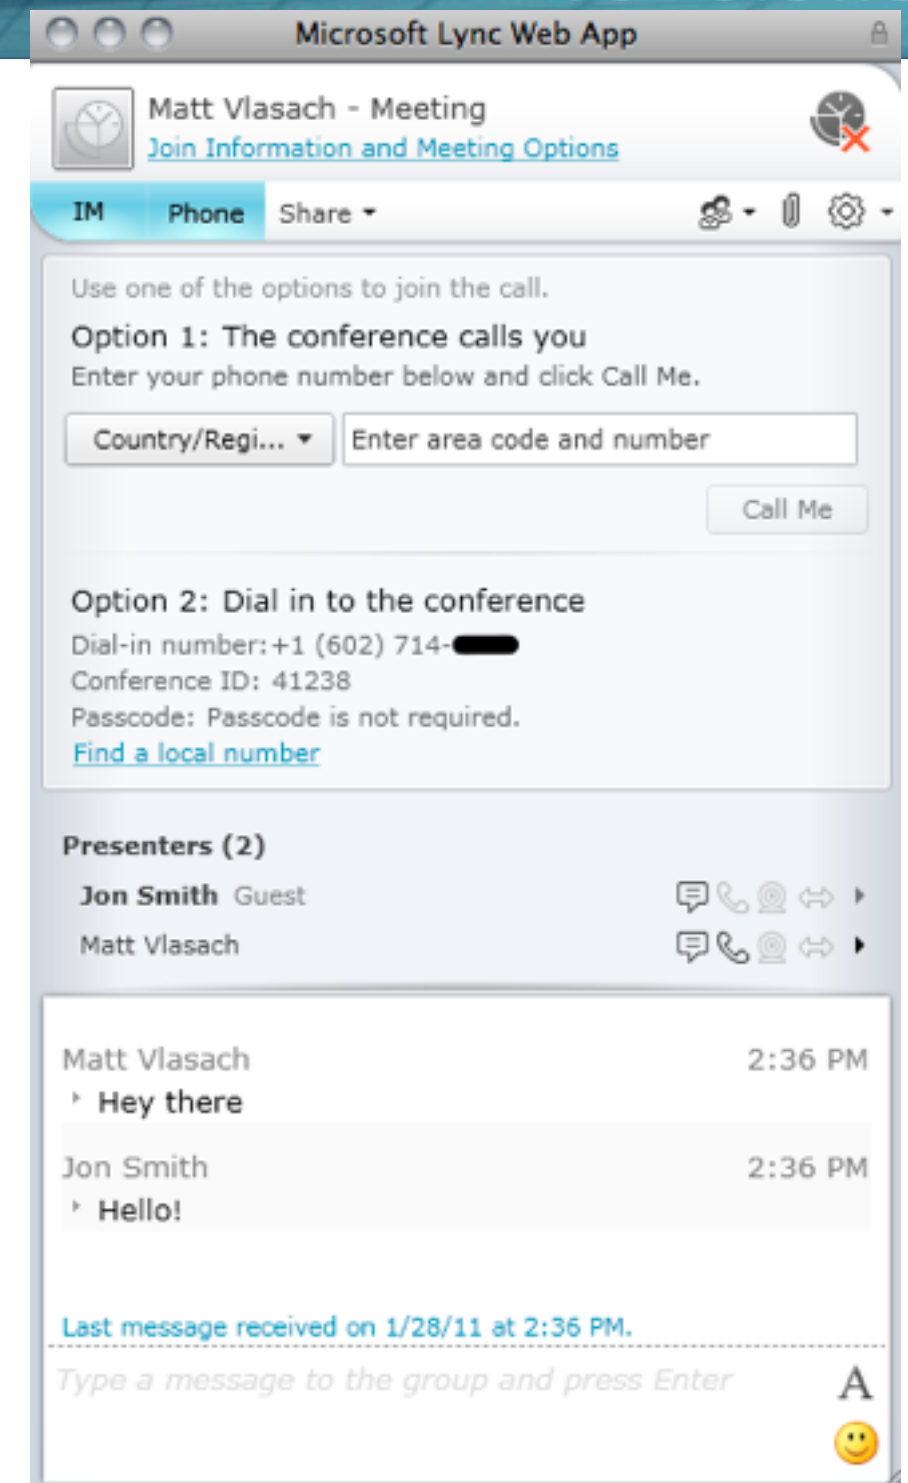 Microsoft Lync Web App
Matt Vlasach - Meeting
Join Information and Meeting Options
IM Phone Share
Use one of the options to join the call.
Option 1: The conference calls you
Enter your phone number below and click Call Me.
Country/Regi... Enter area code and number
Call Me
Option 2: Dial in to the conference
Dial-in number:+1 (602) 714-
Conference ID: 41238
Passcode: Passcode is not required.
Find a local number
Presenters (2)
Jon Smith Guest
Matt Vlasach
Matt Vlasach 2:36 PM
Hey there
Jon Smith 2:36 PM
Hello!
Last message received on 1/28/11 at 2:36 PM.
Type a message to the group and press Enter
A